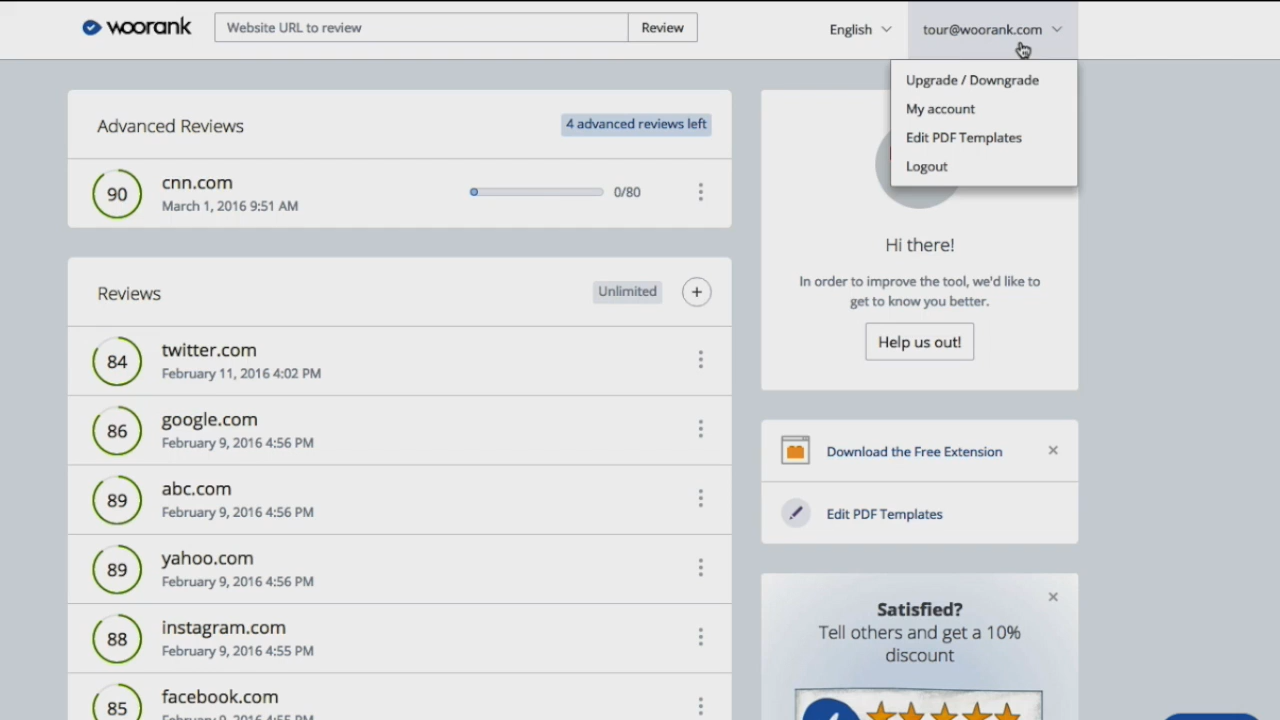 woorank
Website URL to review
Review
English
tour@woorank.com
Upgrade / Downgrade
My account
Edit PDF Templates
Logout
Advanced Reviews
4 advanced reviews left
90
cnn.com
March 1, 2016 9:51 AM
0/80
Reviews
Unlimited
84
twitter.com
February 11, 2016 4:02 PM
86
google.com
February 9, 2016 4:56 PM
89
abc.com
February 9, 2016 4:56 PM
89
yahoo.com
February 9, 2016 4:56 PM
88
instagram.com
February 9, 2016 4:55 PM
85
facebook.com
February 9, 2016 4:55 PM
Hi there!
In order to improve the tool, we'd like to
get to know you better.
Help us out!
Download the Free Extension
Edit PDF Templates
Satisfied?
Tell others and get a 10%
discount